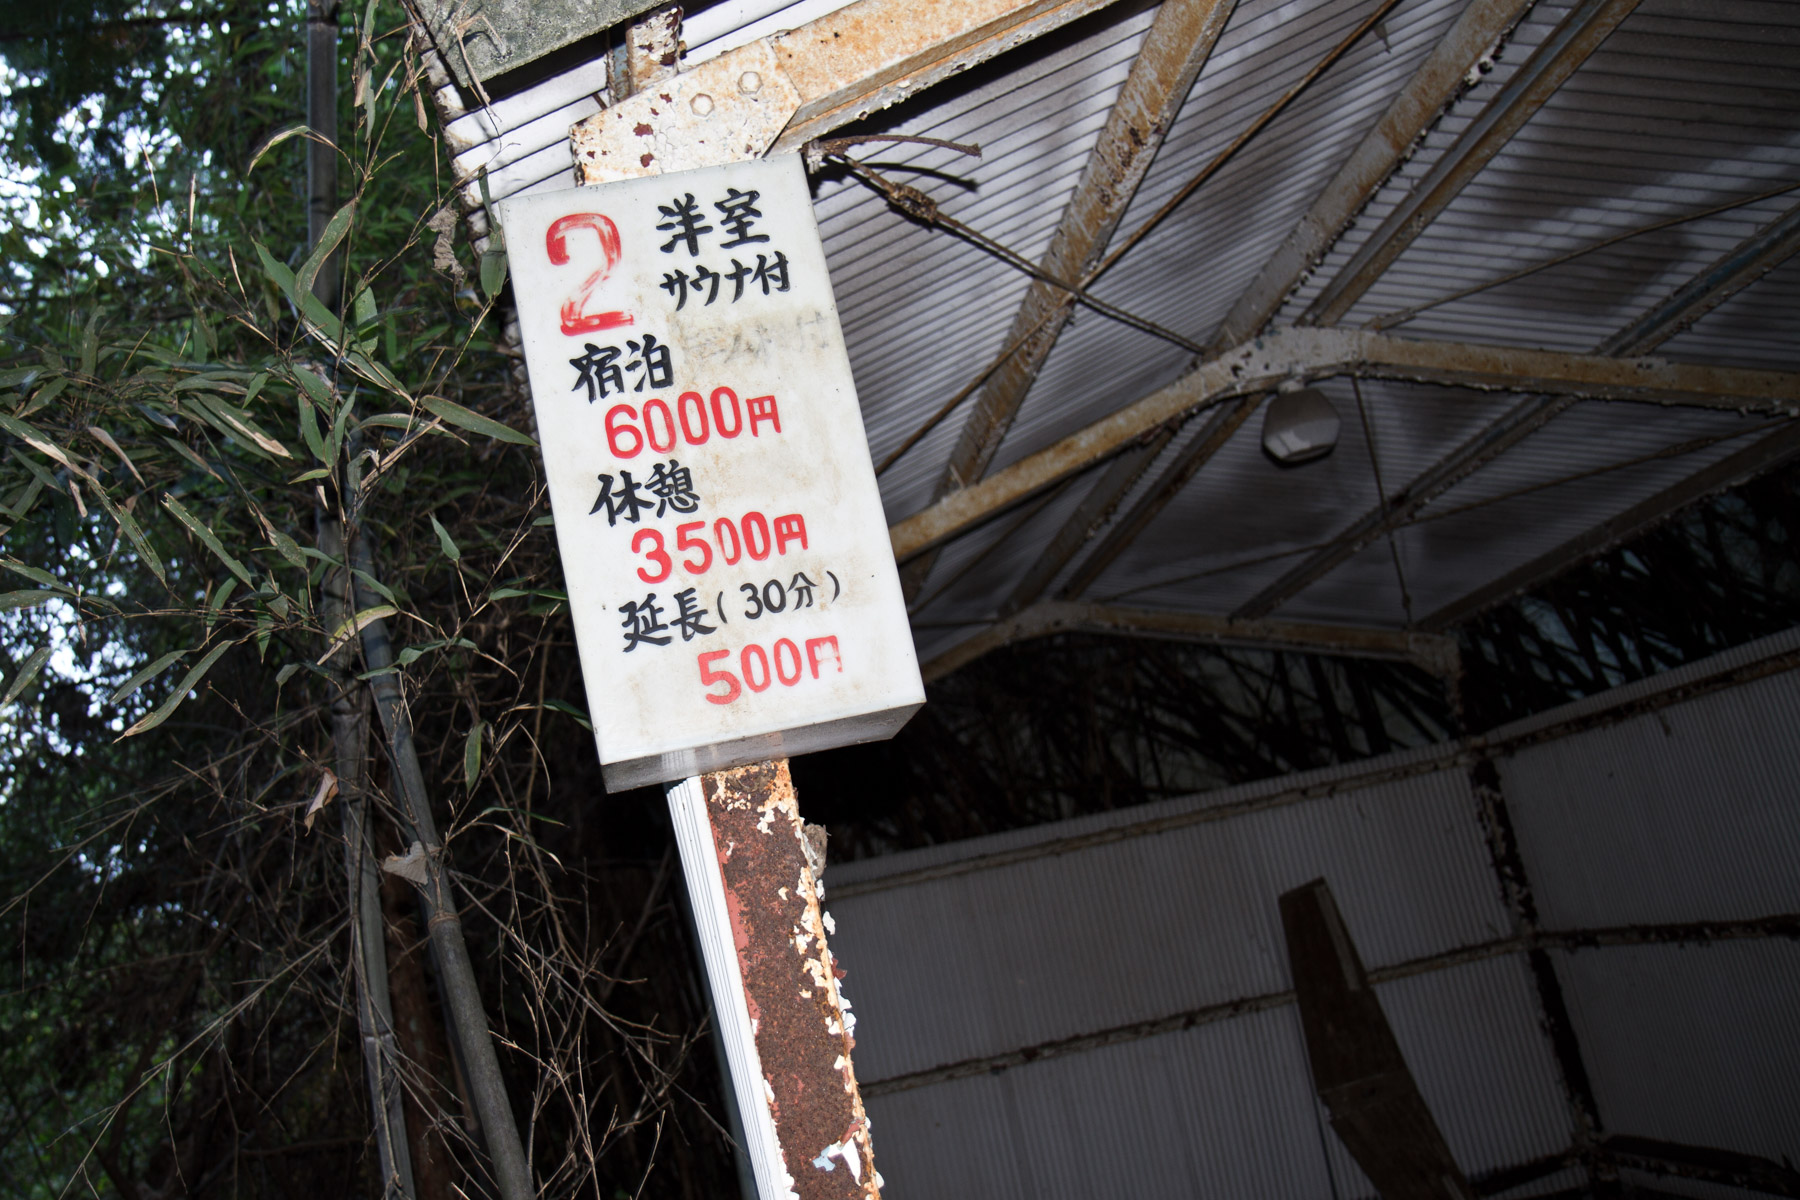 2 洋室
サウナ付
宿泊
6000円
休憩
3500円
延長(30分)
500円